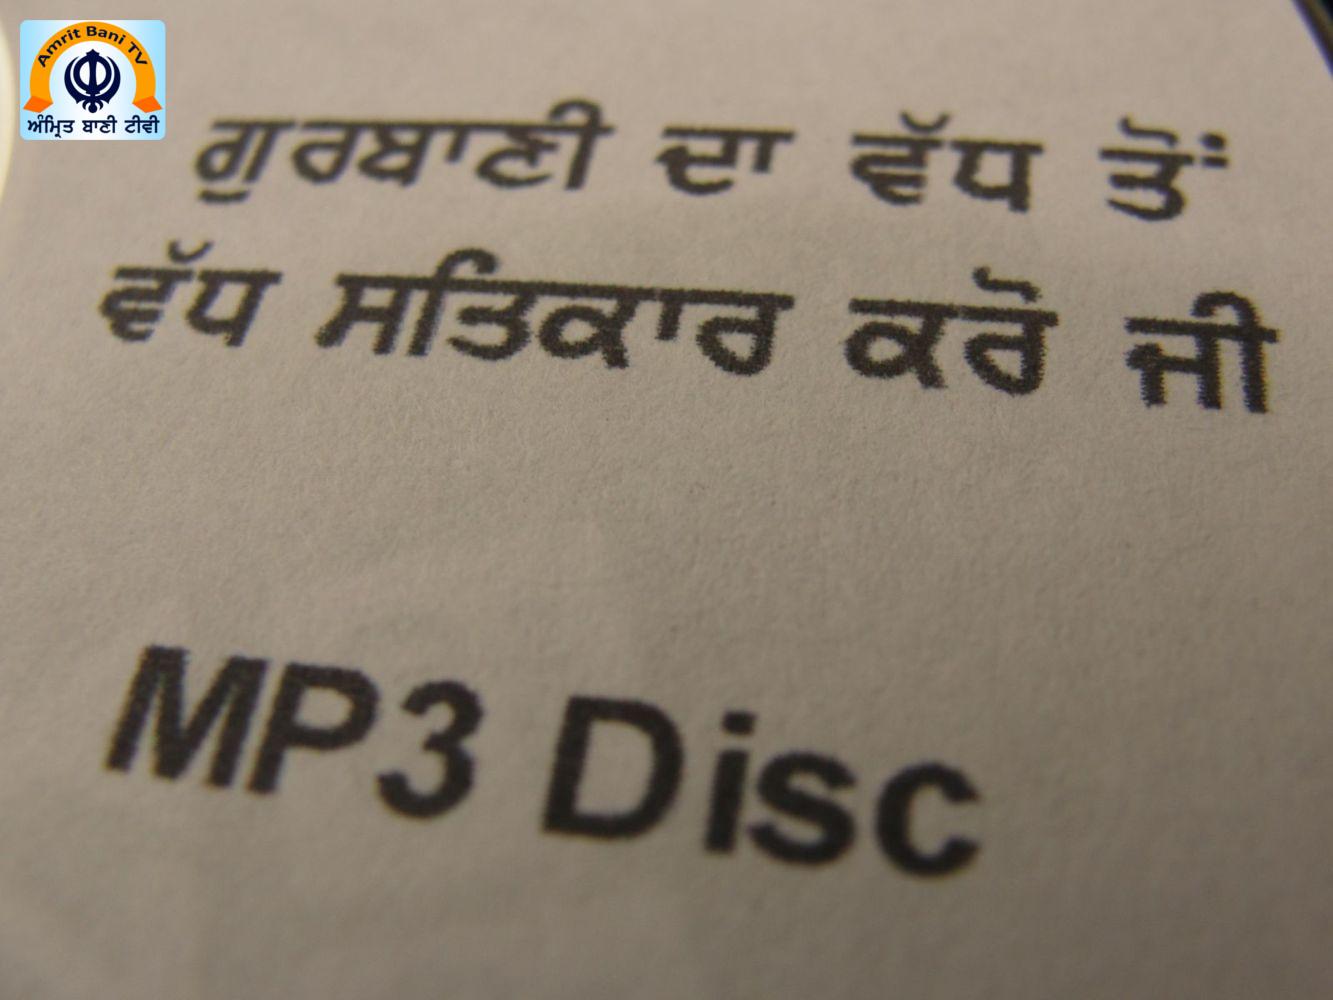 Amrit Bani TV
ਅੰਮ੍ਰਿਤ ਬਾਣੀ ਟੀਵੀ
ਗੁਰਬਾਣੀ ਦਾ ਵੱਧ ਤੋਂ
ਵੱਧ ਸਤਿਕਾਰ ਕਰੋ ਜੀ
MP3 Disc